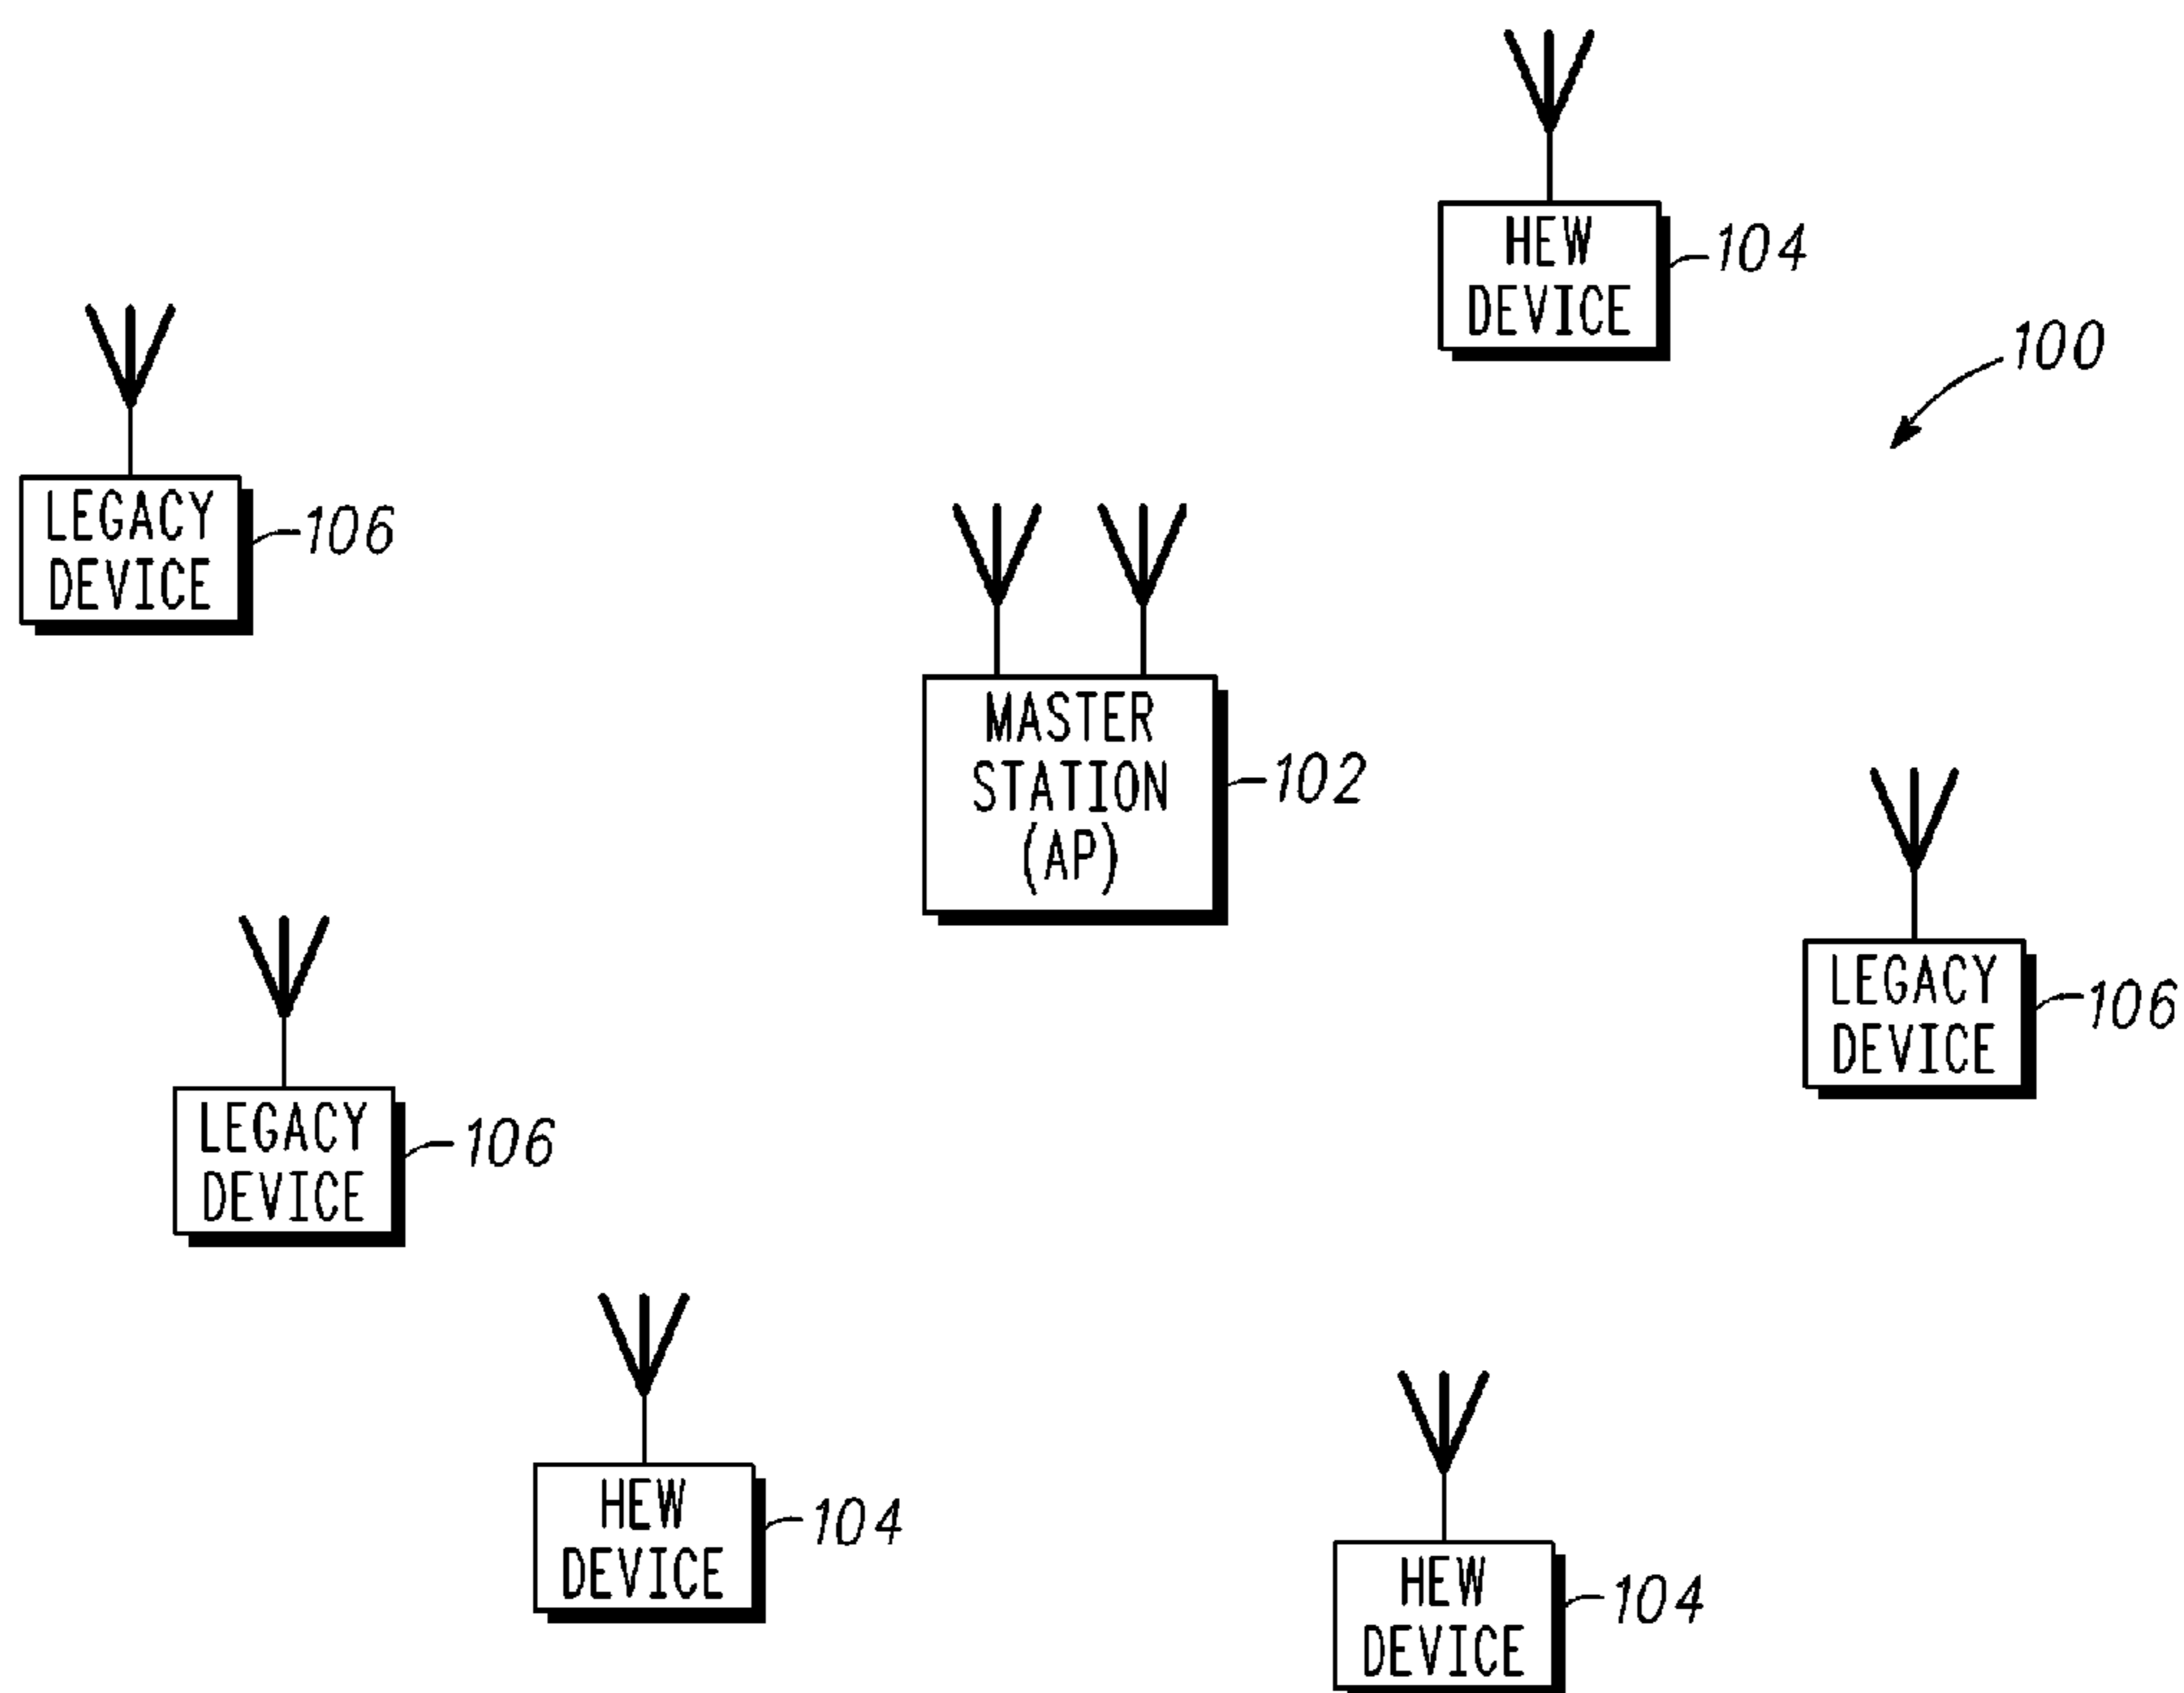 HEW
DEVICE
104
100
LEGACY
DEVICE
106
MASTER
STATION
(AP)
102
LEGACY
DEVICE
106
LEGACY
DEVICE
106
HEW
DEVICE
104
HEW
DEVICE
104